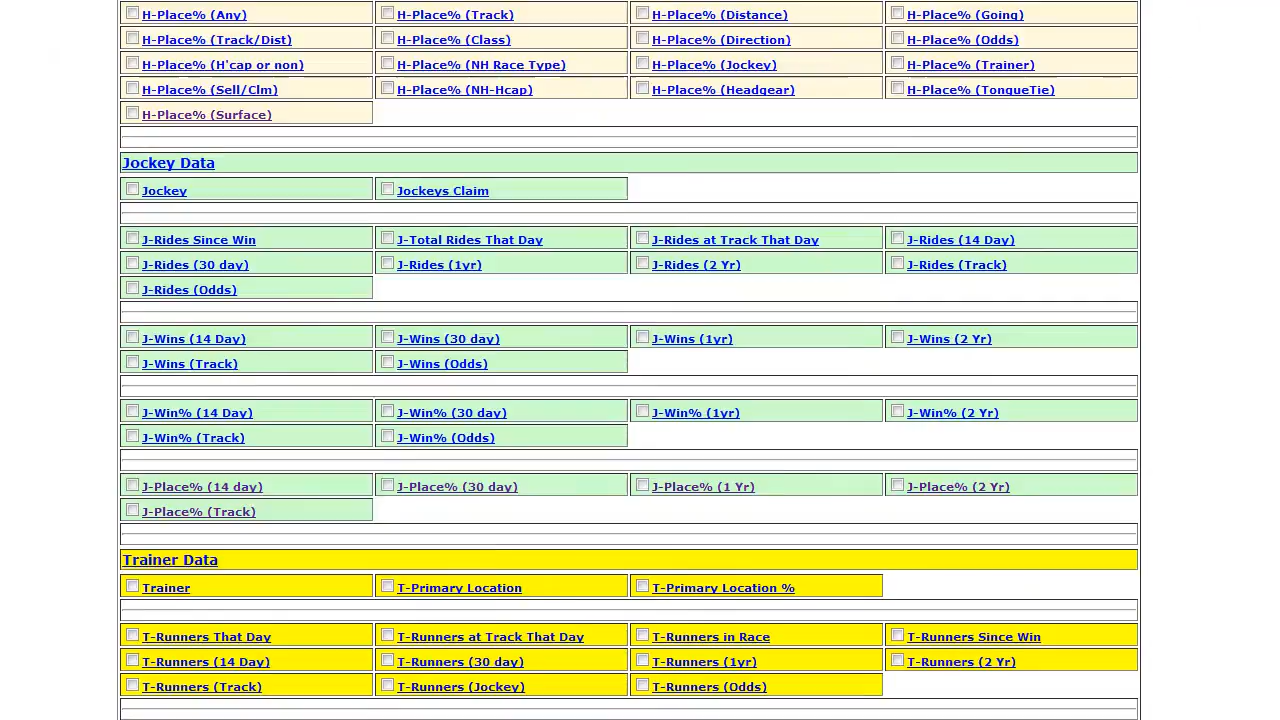 H-Place% (Any) H-Place% (Track) H-Place% (Distance) H-Place% (Going)
H-Place% (Track/Dist) H-Place% (Class) H-Place% (Direction) H-Place% (Odds)
H-Place% (H'cap or non) H-Place% (NH Race Type) H-Place% (Jockey) H-Place% (Trainer)
H-Place% (Sell/Clm) H-Place% (NH-Hcap) H-Place% (Headgear) H-Place% (TongueTie)
H-Place% (Surface)
Jockey Data
Jockey Jockeys Claim
J-Rides Since Win J-Total Rides That Day J-Rides at Track That Day J-Rides (14 Day)
J-Rides (30 day) J-Rides (1yr) J-Rides (2 Yr) J-Rides (Track)
J-Rides (Odds)
J-Wins (14 Day) J-Wins (30 day) J-Wins (1yr) J-Wins (2 Yr)
J-Wins (Track) J-Wins (Odds)
J-Win% (14 Day) J-Win% (30 day) J-Win% (1yr) J-Win% (2 Yr)
J-Win% (Track) J-Win% (Odds)
J-Place% (14 day) J-Place% (30 day) J-Place% (1 Yr) J-Place% (2 Yr)
J-Place% (Track)
Trainer Data
Trainer T-Primary Location T-Primary Location %
T-Runners That Day T-Runners at Track That Day T-Runners in Race T-Runners Since Win
T-Runners (14 Day) T-Runners (30 day) T-Runners (1yr) T-Runners (2 Yr)
T-Runners (Track) T-Runners (Jockey) T-Runners (Odds)